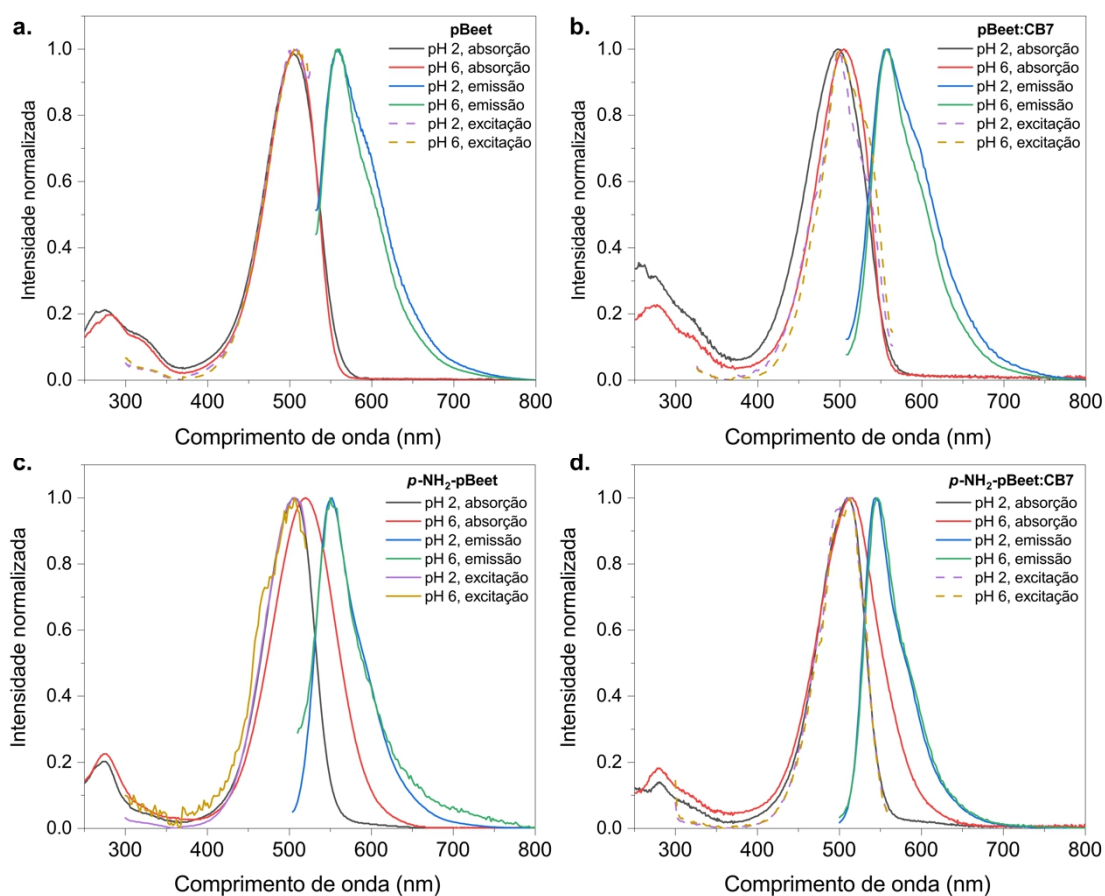 a.
pBeet
pH 2, absorção
pH 6, absorção
pH 2, emissão
pH 6, emissão
pH 2, excitação
pH 6, excitação
Intensidade normalizada
1.0
0.8
0.6
0.4
0.2
0.0
300 400 500 600 700 800
Comprimento de onda (nm)
b.
pBeet:CB7
pH 2, absorção
pH 6, absorção
pH 2, emissão
pH 6, emissão
pH 2, excitação
pH 6, excitação
Intensidade normalizada
1.0
0.8
0.6
0.4
0.2
0.0
300 400 500 600 700 800
Comprimento de onda (nm)
c.
p-NH₂-pBeet
pH 2, absorção
pH 6, absorção
pH 2, emissão
pH 6, emissão
pH 2, excitação
pH 6, excitação
Intensidade normalizada
1.0
0.8
0.6
0.4
0.2
0.0
300 400 500 600 700 800
Comprimento de onda (nm)
d.
p-NH₂-pBeet:CB7
pH 2, absorção
pH 6, absorção
pH 2, emissão
pH 6, emissão
pH 2, excitação
pH 6, excitação
Intensidade normalizada
1.0
0.8
0.6
0.4
0.2
0.0
300 400 500 600 700 800
Comprimento de onda (nm)